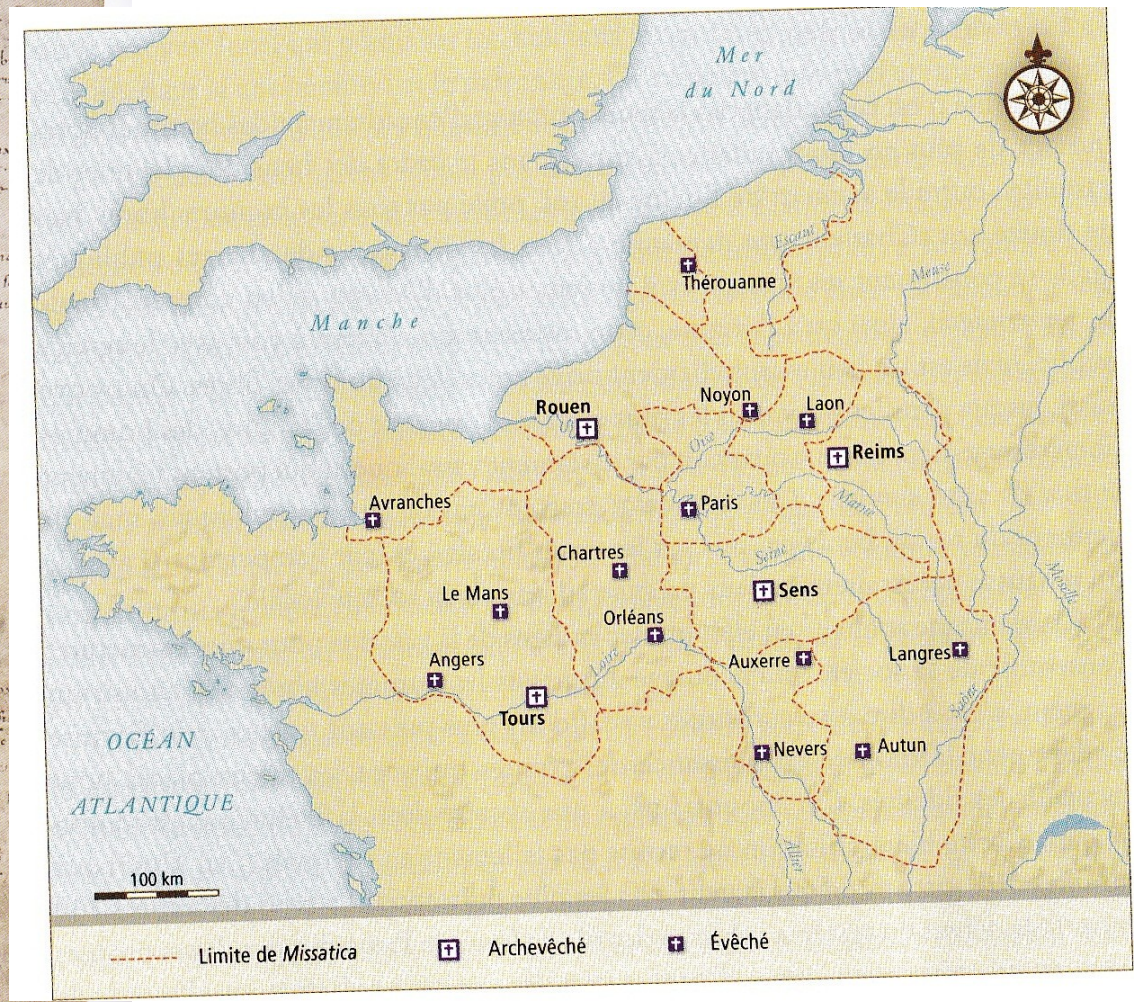 Mer
du Nord
Escaut
Thérouanne
Meuse
Manche
Noyon
Laon
Rouen
Oise
Reims
Avranches
Paris
Marne
Chartres
Seine
Moselle
Le Mans
Sens
Orléans
Angers
Loire
Auxerre
Langres
Tours
Saône
OCÉAN
ATLANTIQUE
Nevers
Autun
Allier
100 km
Limite de Missatica
Archevêché
Évêché